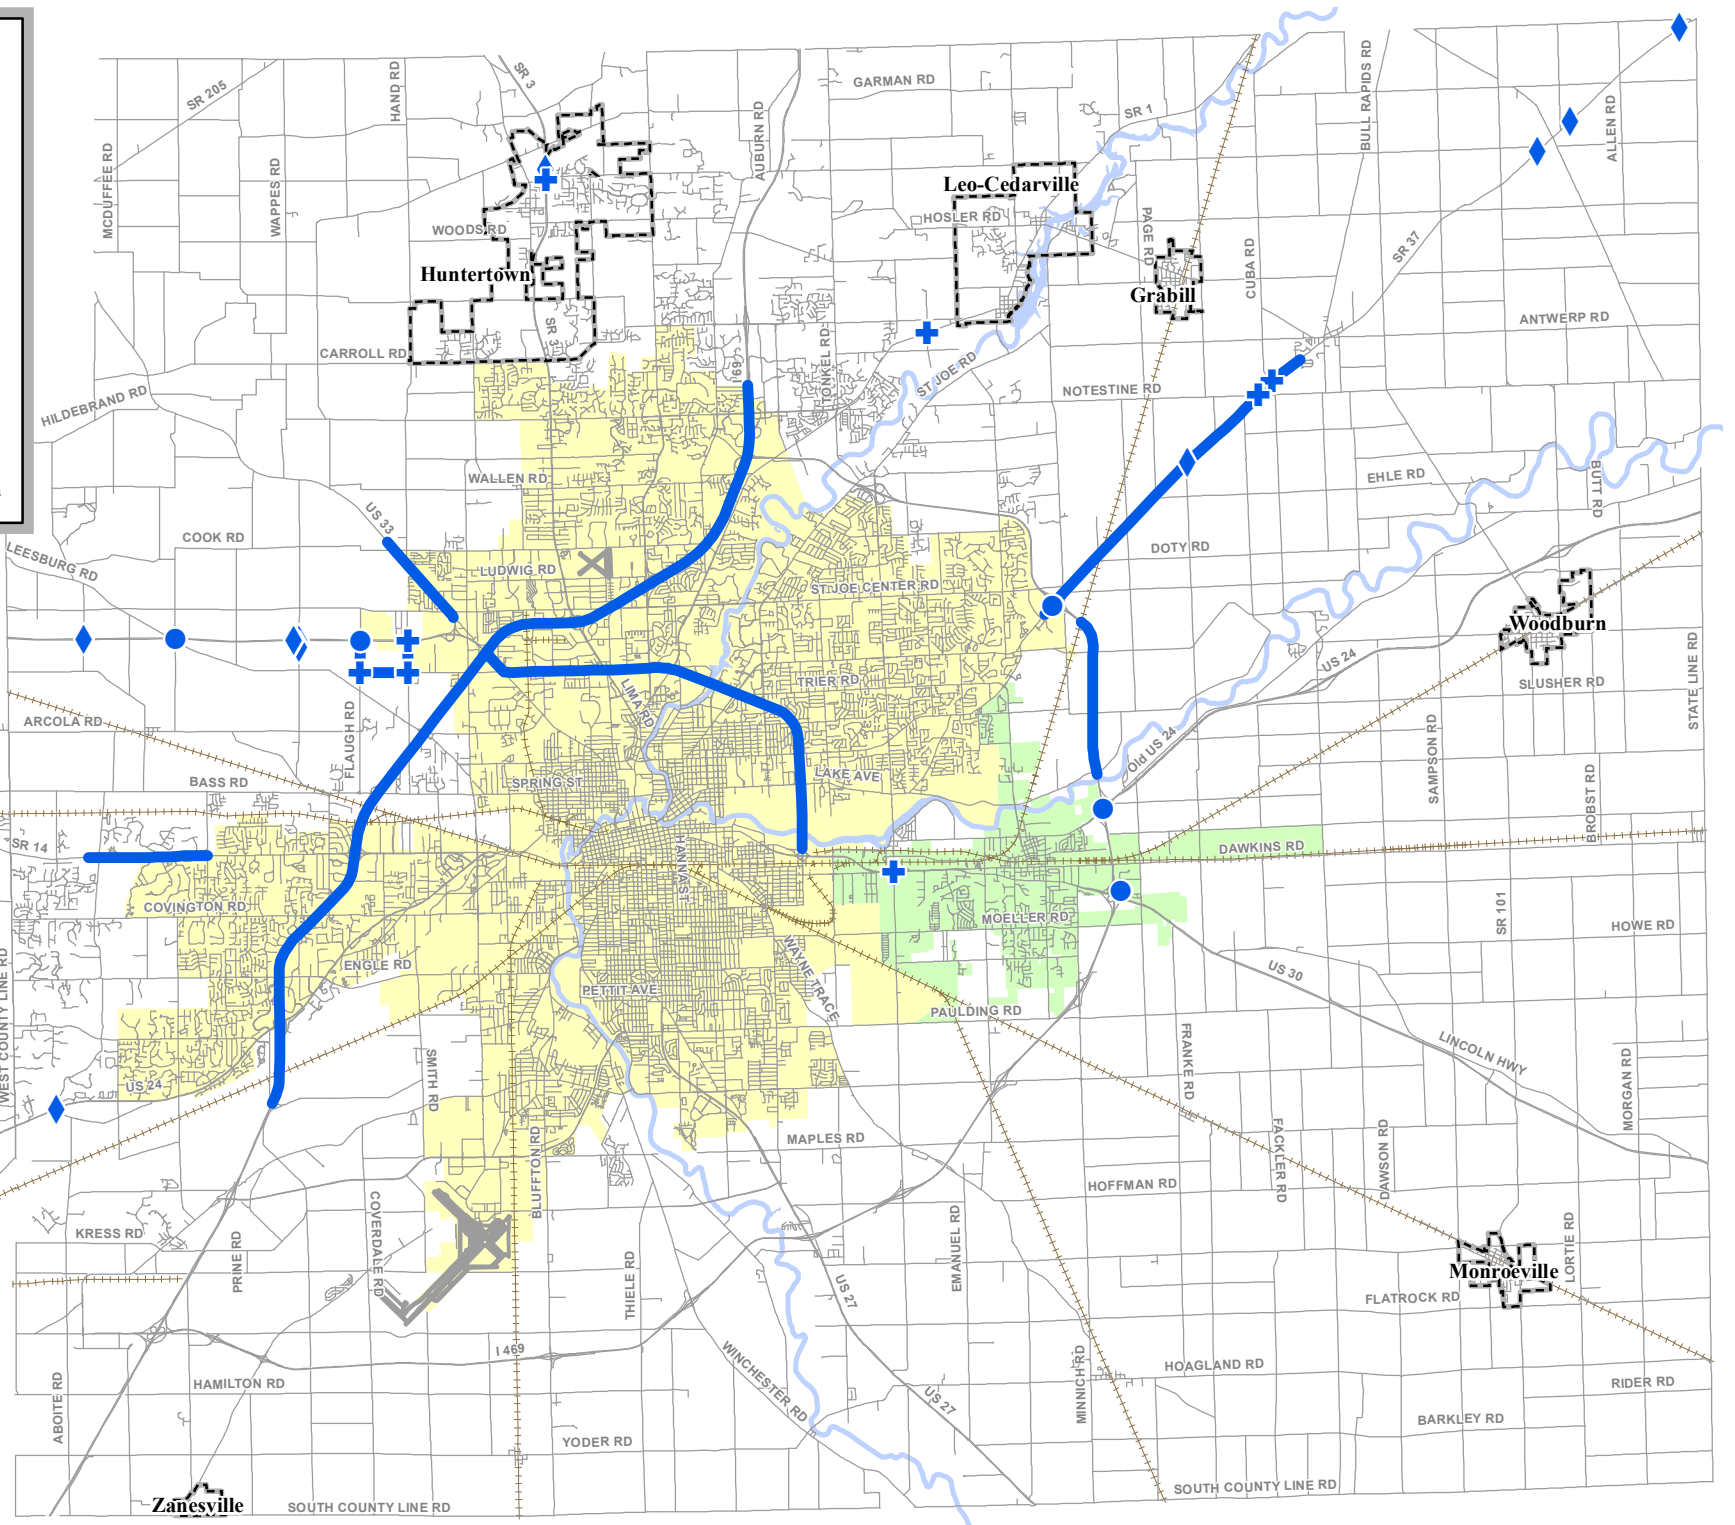 SR 3
HAND RD
GARMAN RD
BULL RAPIDS RD
SR 205
AUBURN RD
SR 1
ALLEN RD
MCDUFFEE RD
WAPPES RD
Leo-Cedarville
HOSLER RD
PAGE RD
WOODS RD
CUBA RD
SR 37
Huntertown
Grabill
SR 3
ANTWERP RD
CARROLL RD
I 69
TONKEL RD
ST JOE RD
NOTESTINE RD
HILDEBRAND RD
WALLEN RD
EHLE RD
BUTT RD
US 33
COOK RD
DOTY RD
LEESBURG RD
LUDWIG RD
ST JOE CENTER RD
Woodburn
US 24
STATE LINE RD
TRIER RD
SLUSHER RD
LIMA RD
ARCOLA RD
FLAUGH RD
Old US 24
SAMPSON RD
BASS RD
SPRING ST
LAKE AVE
BROBST RD
SR 14
HANNA ST
DAWKINS RD
COVINGTON RD
MOELLER RD
SR 101
HOWE RD
WEST COUNTY LINE RD
ENGLE RD
WAYNE TRACE
US 30
PETTIT AVE
PAULDING RD
US 24
SMITH RD
FRANKE RD
LINCOLN HWY
MORGAN RD
MAPLES RD
BLUFFTON RD
FACKLER RD
DAWSON RD
HOFFMAN RD
KRESS RD
PRINE RD
COVERDALE RD
EMANUEL RD
LORTIE RD
THIELE RD
US 27
Monroeville
FLATROCK RD
I 469
WINCHESTER RD
MINNICH RD
HOAGLAND RD
HAMILTON RD
ABOITE RD
US 27
RIDER RD
BARKLEY RD
YODER RD
Zanesville
SOUTH COUNTY LINE RD
SOUTH COUNTY LINE RD